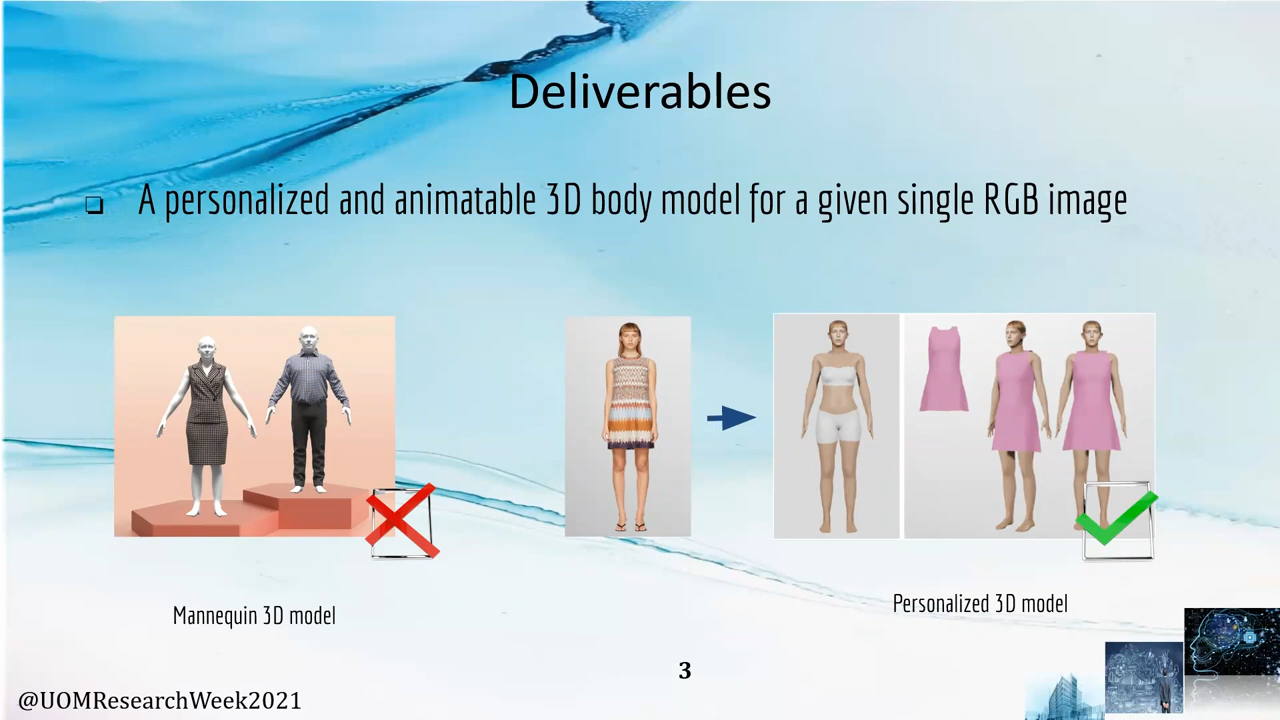 Deliverables
❑ A personalized and animatable 3D body model for a given single RGB image
Mannequin 3D model
Personalized 3D model
3
@UOMResearchWeek2021